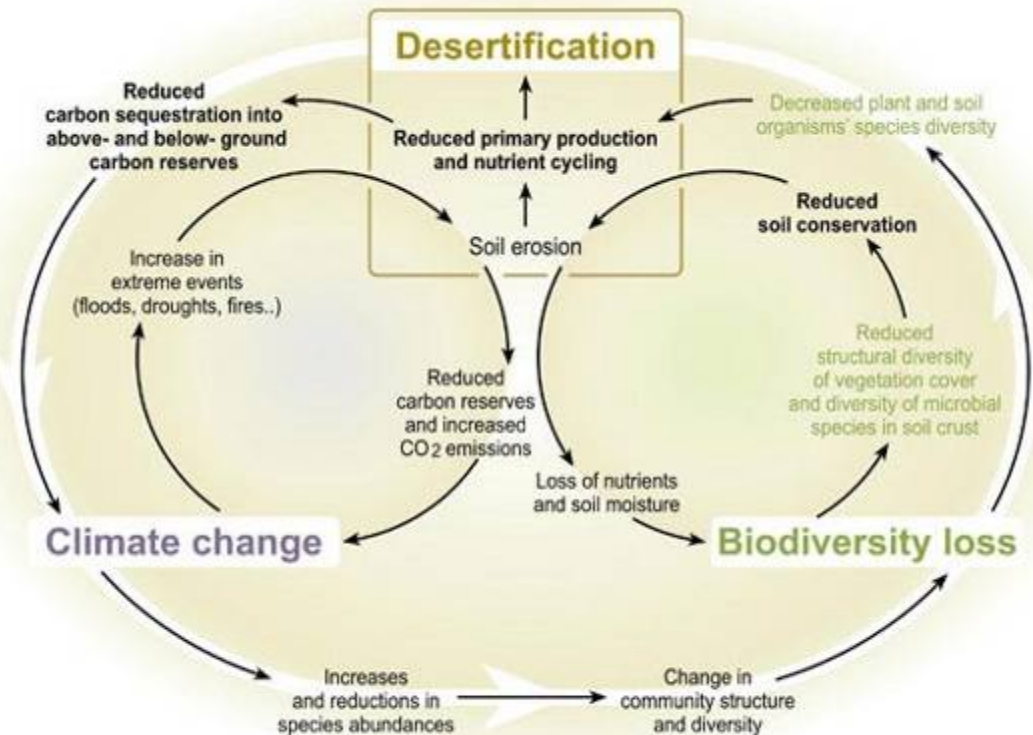 Desertification
Reduced
carbon sequestration into
above- and below- ground
carbon reserves
Reduced primary production
and nutrient cycling
Decreased plant and soil
organisms' species diversity
Reduced
soil conservation
Soil erosion
Increase in
extreme events
(floods, droughts, fires..)
Reduced
structural diversity
of vegetation cover
and diversity of microbial
species in soil crust
Reduced
carbon reserves
and increased
CO2 emissions
Loss of nutrients
and soil moisture
Climate change
Biodiversity loss
Increases
and reductions in
species abundances
Change in
community structure
and diversity